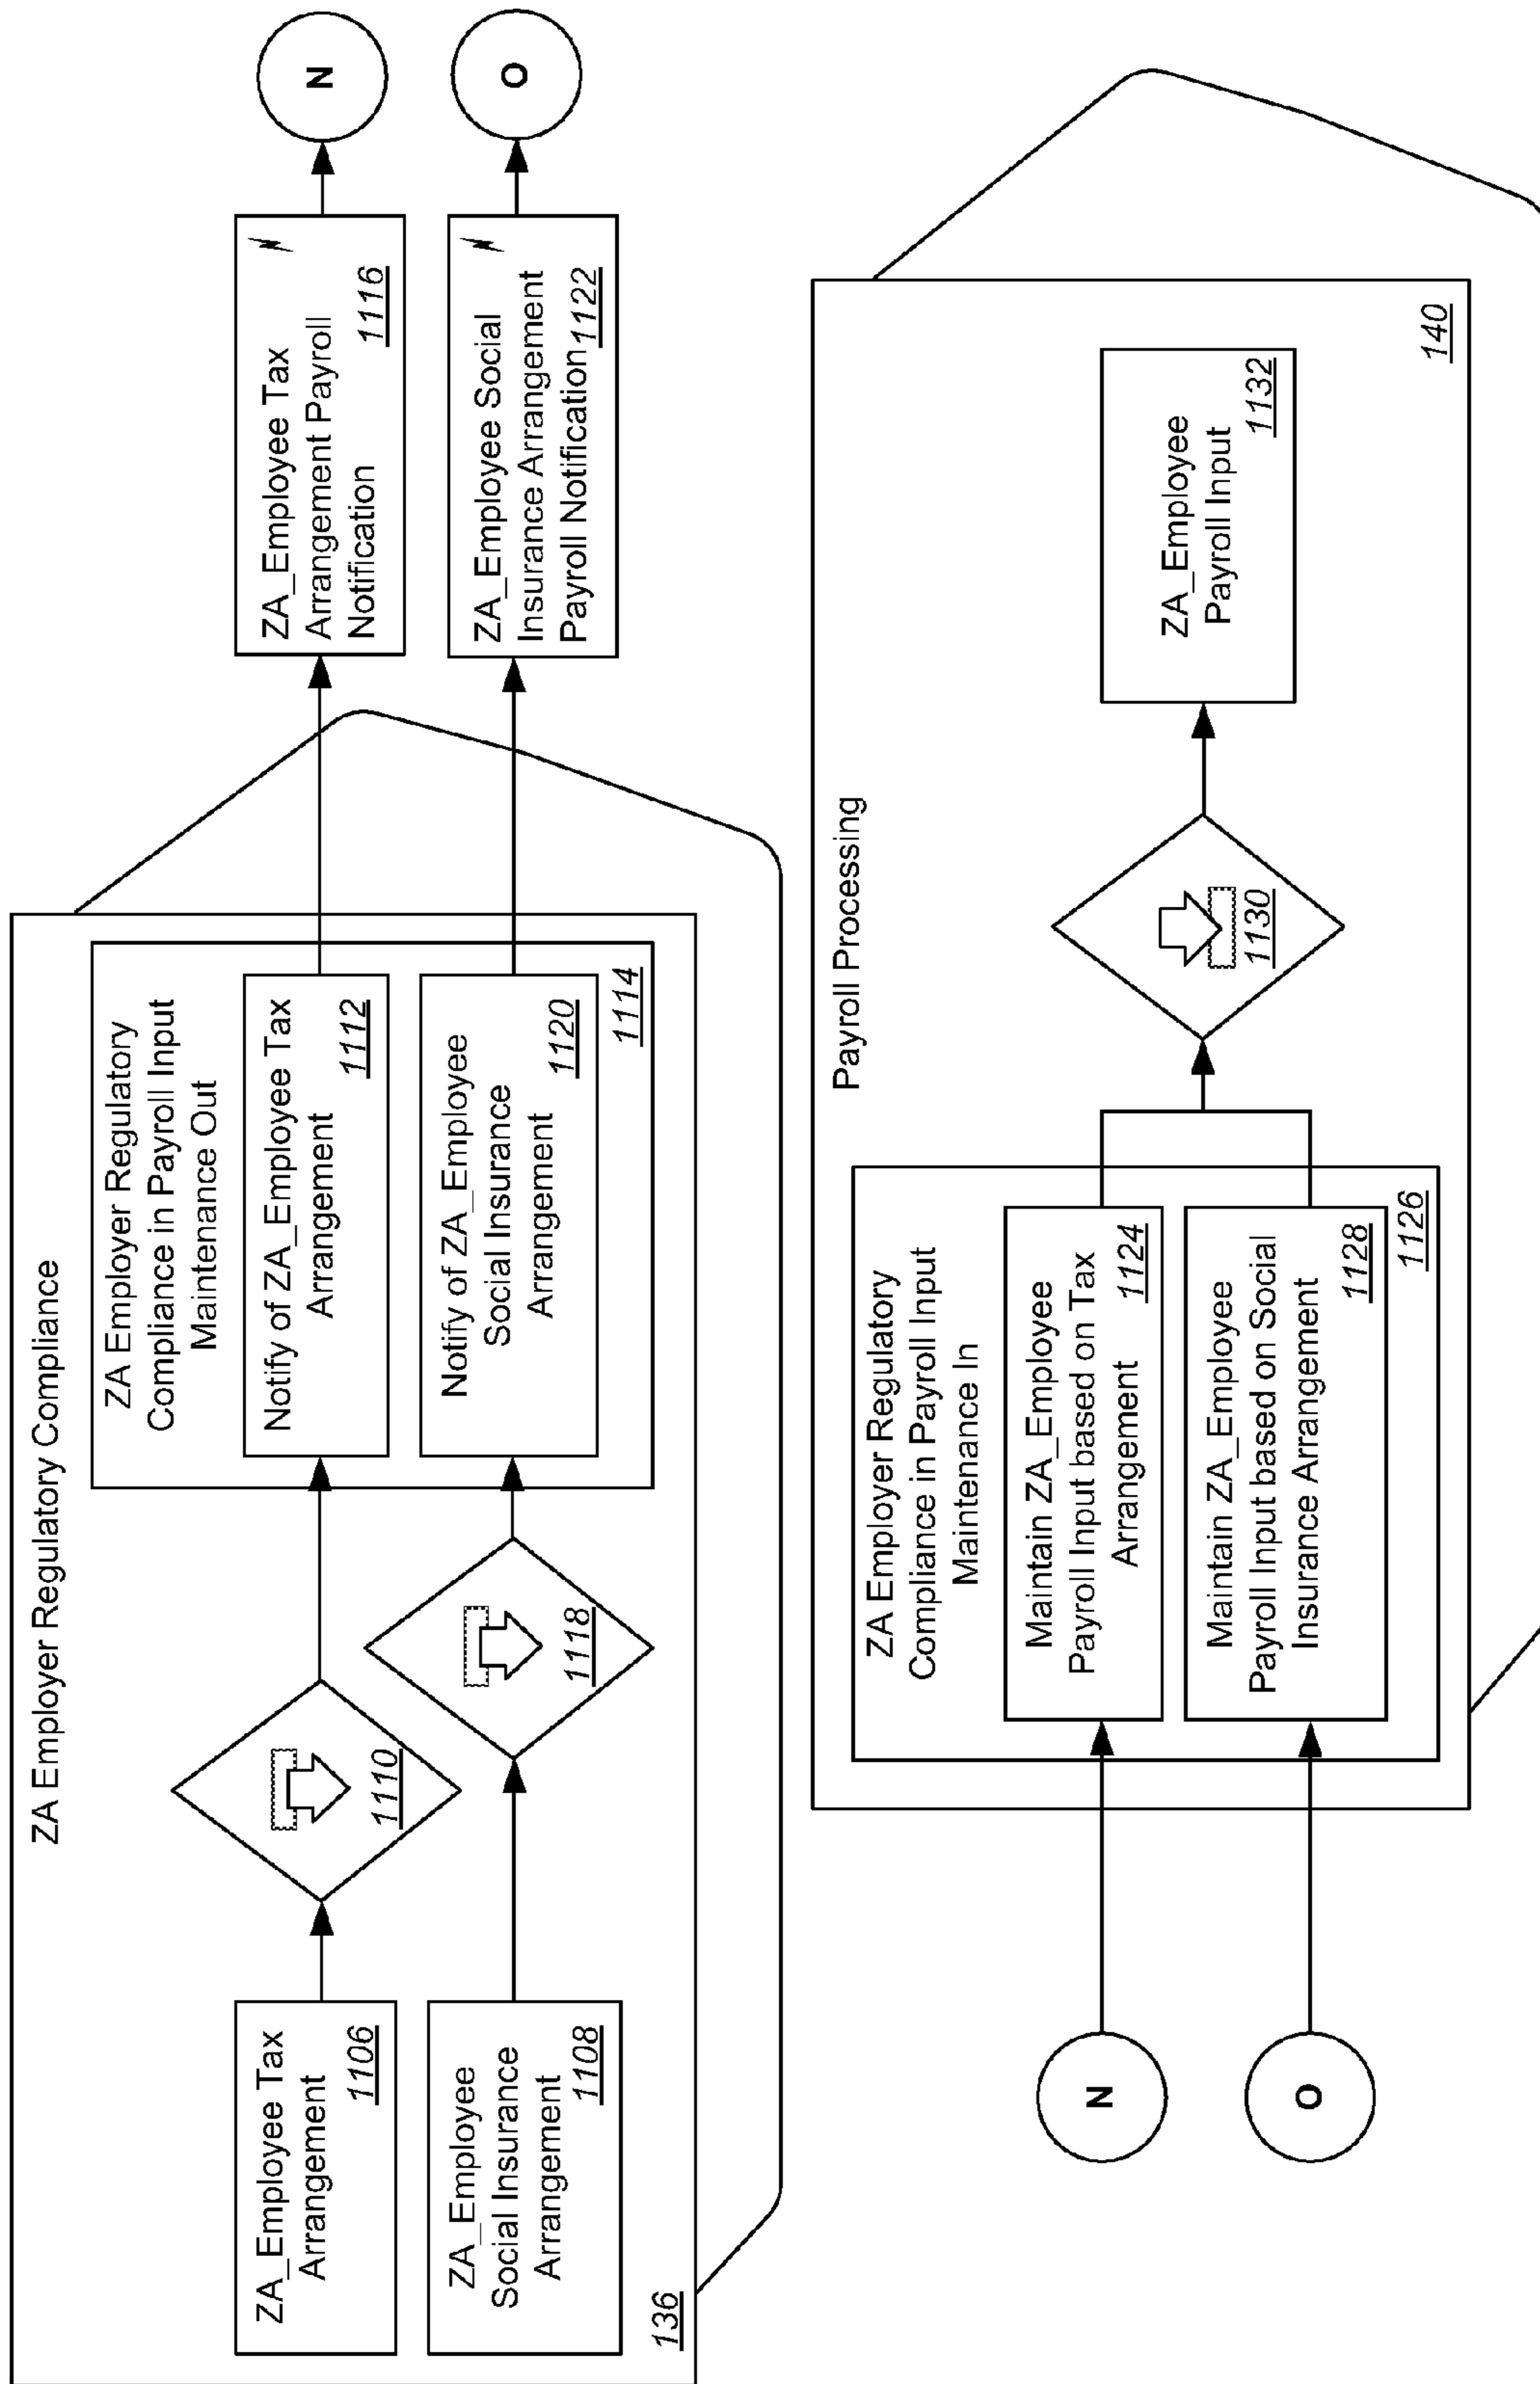 ZA Employer Regulatory Compliance
ZA_Employee Tax
Arrangement
1106
ZA_Employee
Social Insurance
Arrangement
1108
136
1110
1118
ZA Employer Regulatory
Compliance in Payroll Input
Maintenance Out
Notify of ZA_Employee Tax
Arrangement
1112
Notify of ZA_Employee
Social Insurance
Arrangement
1120
1114
ZA_Employee Tax
Arrangement Payroll
Notification
1116
ZA_Employee Social
Insurance Arrangement
Payroll Notification 1122
N
O
Payroll Processing
N
O
ZA Employer Regulatory
Compliance in Payroll Input
Maintenance In
Maintain ZA_Employee
Payroll Input based on Tax
Arrangement
1124
Maintain ZA_Employee
Payroll Input based on Social
Insurance Arrangement
1128
1126
1130
ZA_Employee
Payroll Input
1132
140